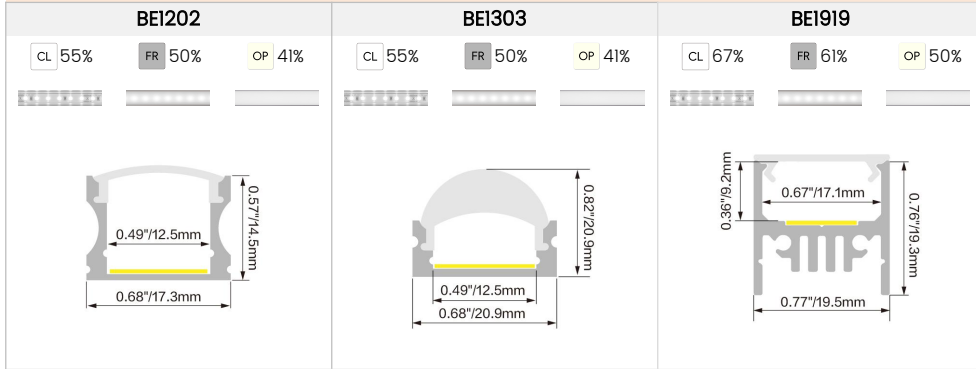 BE1202
CL 55% FR 50% OP 41%
0.49"/12.5mm
0.57"/14.5mm
0.68"/17.3mm
BE1303
CL 55% FR 50% OP 41%
0.82"/20.9mm
0.49"/12.5mm
0.68"/20.9mm
BE1919
CL 67% FR 61% OP 50%
0.36"/9.2mm
0.67"/17.1mm
0.76"/19.3mm
0.77"/19.5mm